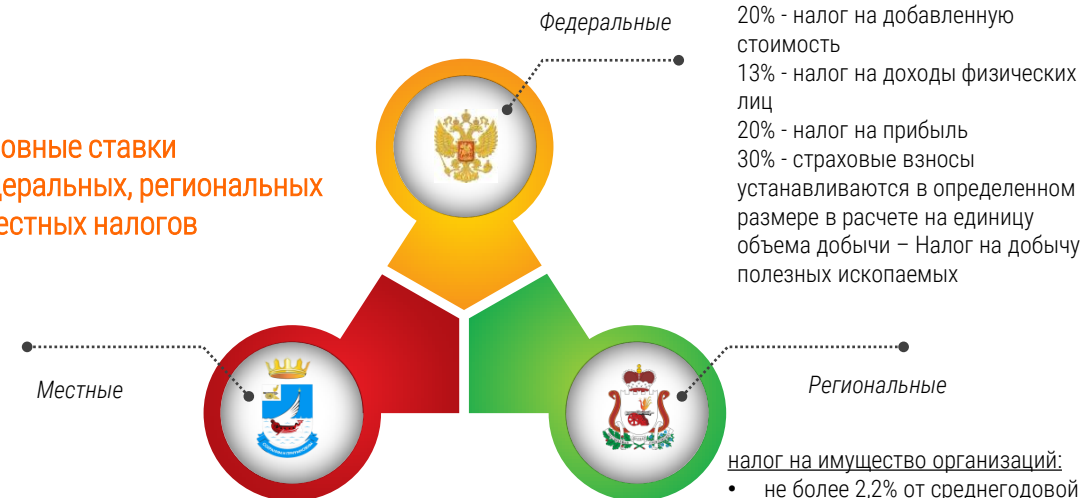 Федеральные
20% - налог на добавленную
стоимость
13% - налог на доходы физических
лиц
20% - налог на прибыль
30% - страховые взносы
устанавливаются в определенном
размере в расчете на единицу
объема добычи – Налог на добычу
полезных ископаемых
овные ставки
деральных, региональных
естных налогов
Местные
Региональные
налог на имущество организаций:
• не более 2,2% от среднегодовой